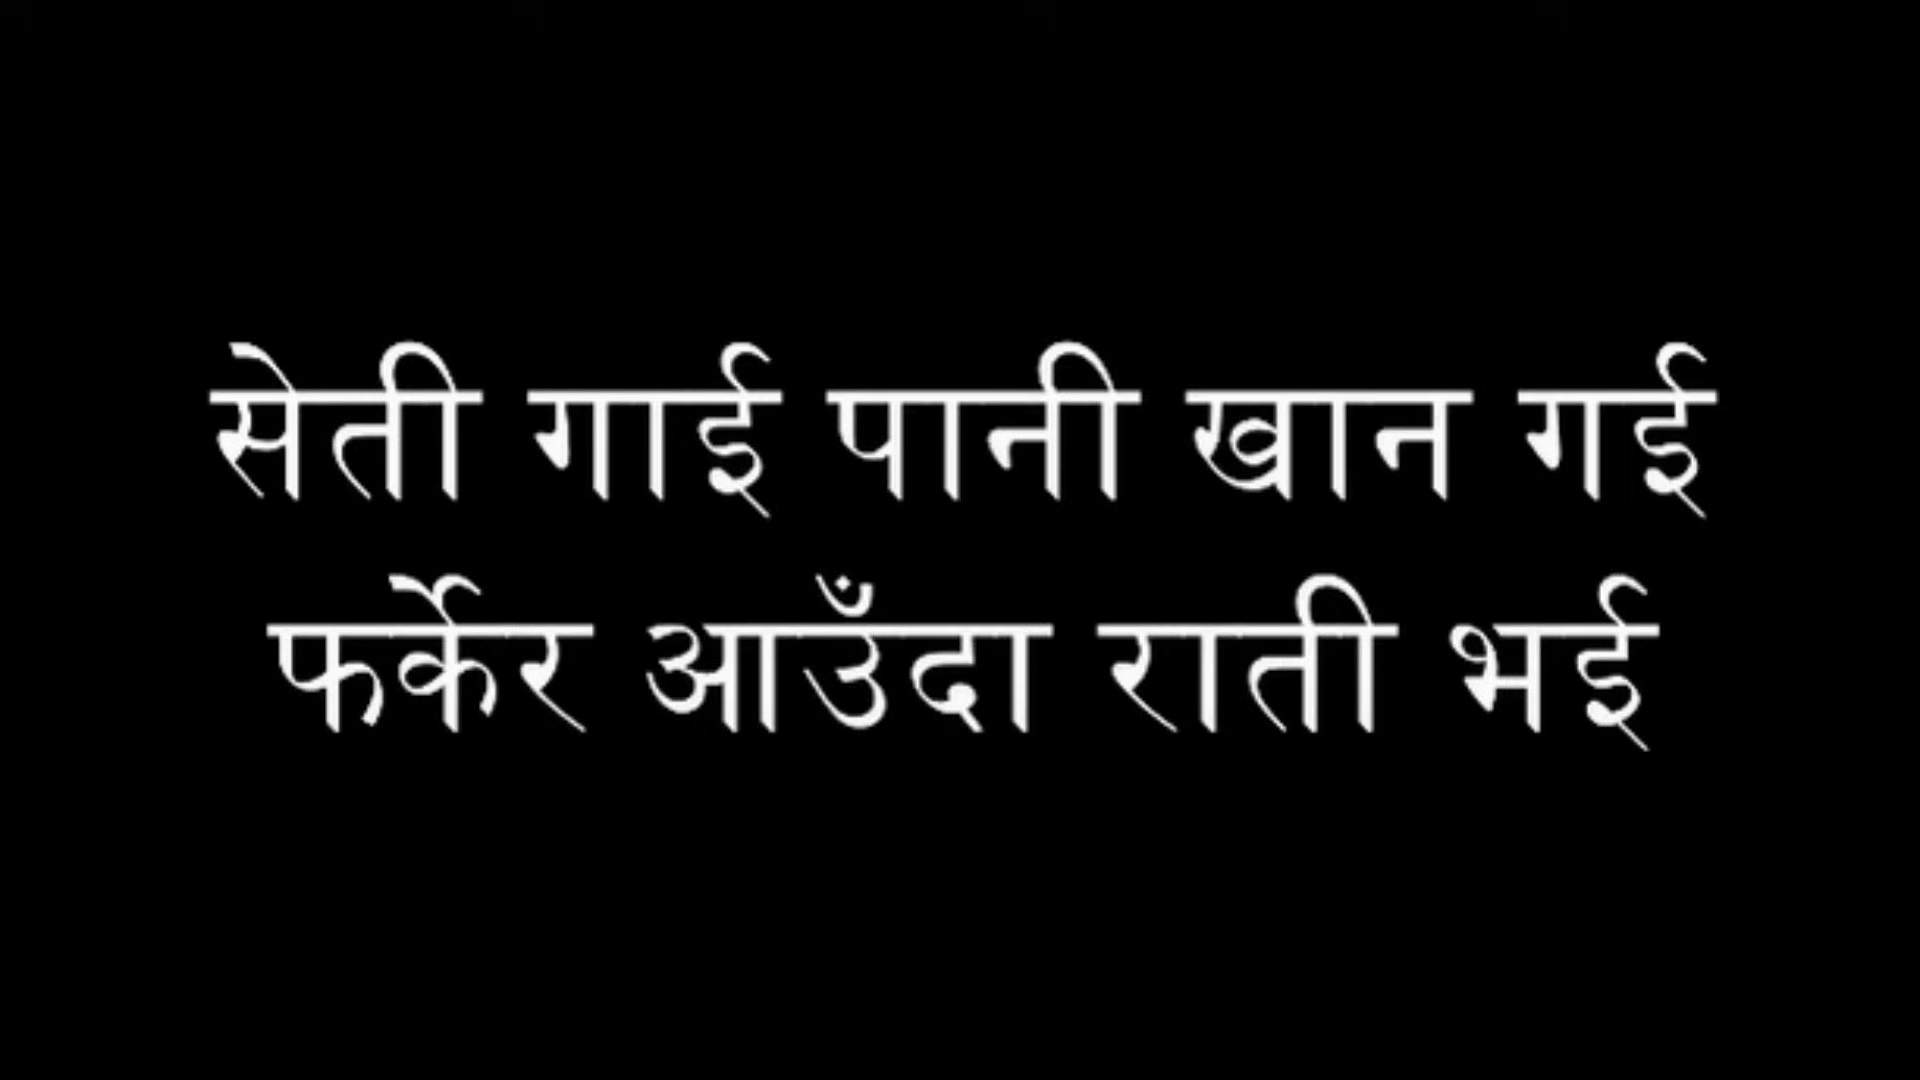 सेती गाई पानी खान गई
फर्केर आउँदा राती भई